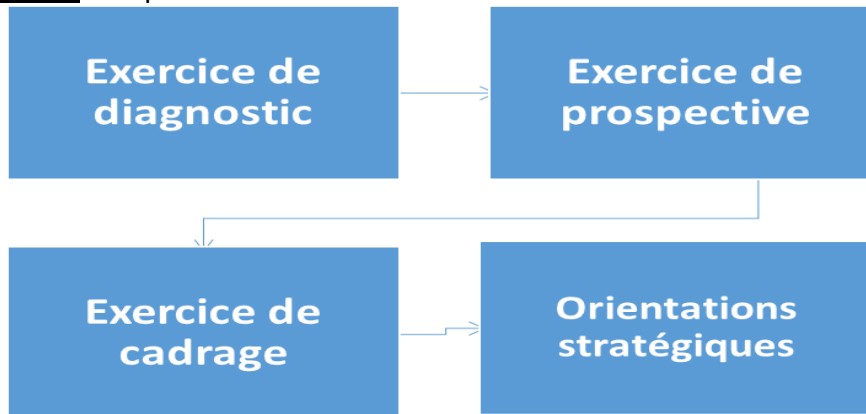 Exercice de
diagnostic
Exercice de
prospective
Exercice de
cadrage
Orientations
stratégiques